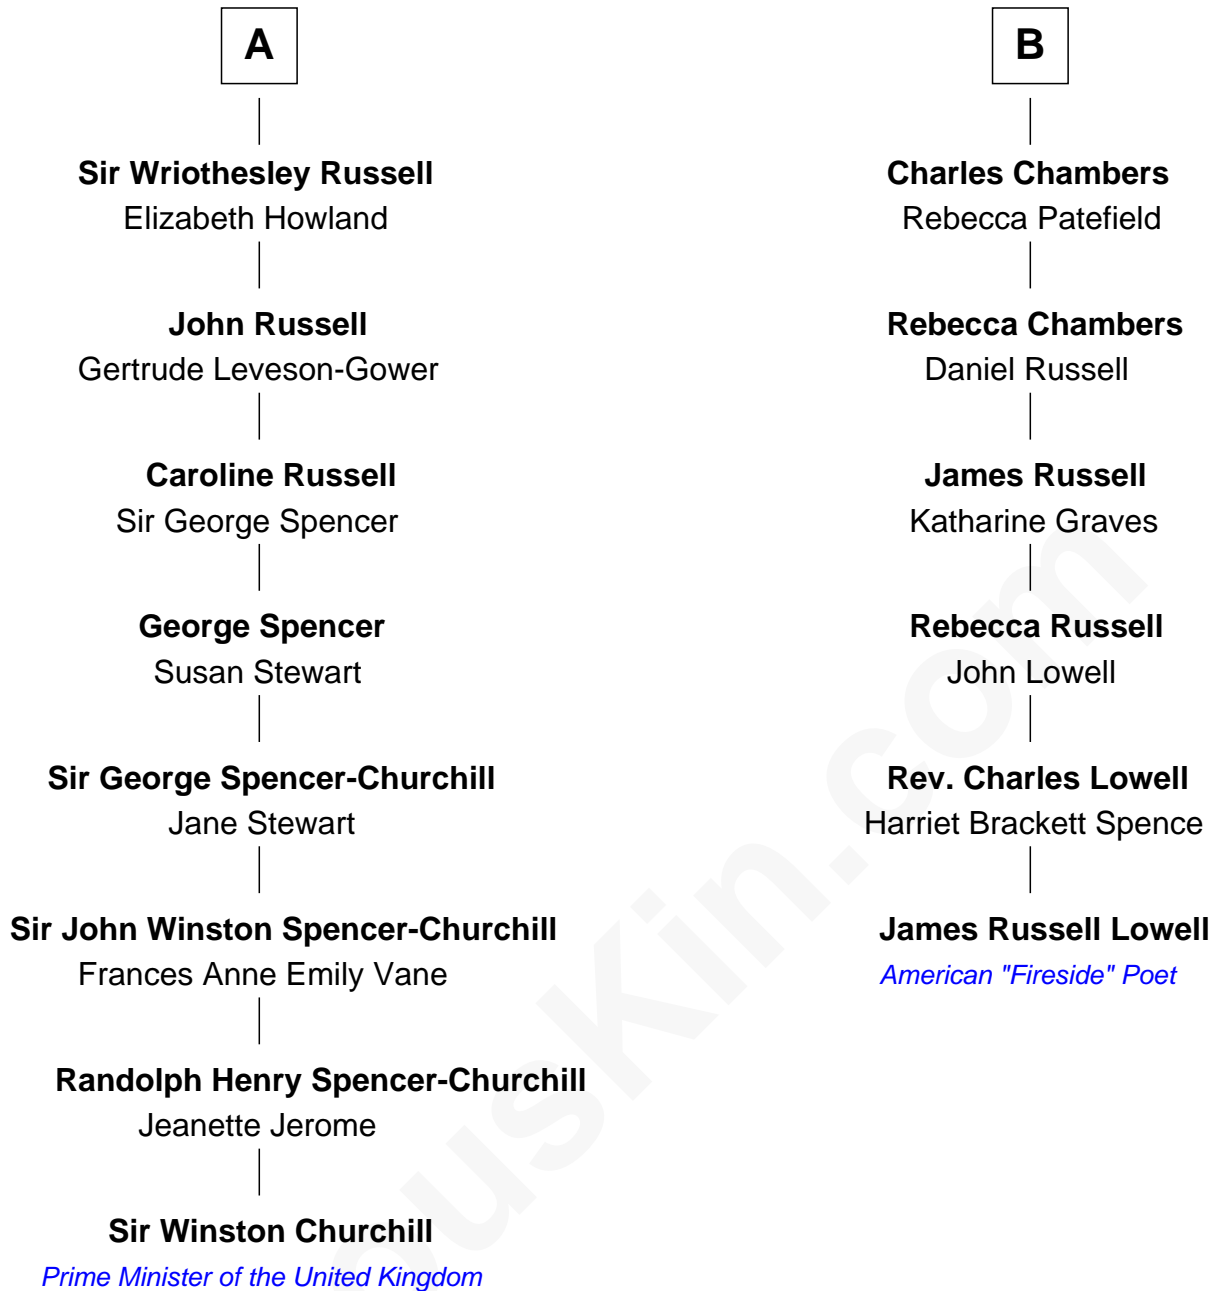 A
Sir Wriothesley Russell
Elizabeth Howland
John Russell
Gertrude Leveson-Gower
Caroline Russell
Sir George Spencer
George Spencer
Susan Stewart
Sir George Spencer-Churchill
Jane Stewart
Sir John Winston Spencer-Churchill
Frances Anne Emily Vane
Randolph Henry Spencer-Churchill
Jeanette Jerome
Sir Winston Churchill
Prime Minister of the United Kingdom
B
Charles Chambers
Rebecca Patefield
Rebecca Chambers
Daniel Russell
James Russell
Katharine Graves
Rebecca Russell
John Lowell
Rev. Charles Lowell
Harriet Brackett Spence
James Russell Lowell
American "Fireside" Poet
ousKin.com